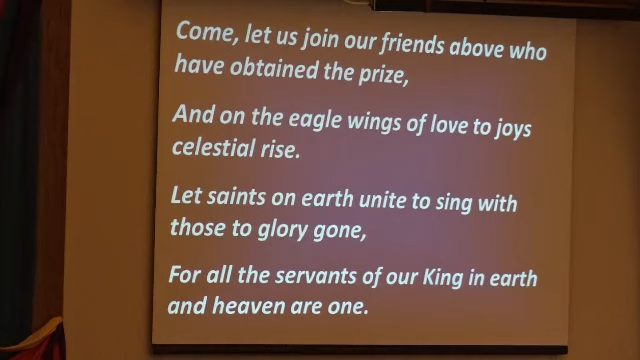 Come, let us join our friends above who
have obtained the prize,
And on the eagle wings of love to joys
celestial rise.
Let saints on earth unite to sing with
those to glory gone,
For all the servants of our King in earth
and heaven are one.